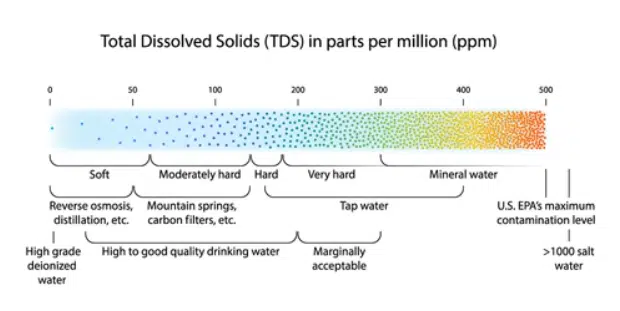 Total Dissolved Solids (TDS) in parts per million (ppm)
0 50 100 200 300 400 500
Soft Moderately hard Hard Very hard Mineral water
Reverse osmosis,
distillation, etc.
Mountain springs,
carbon filters, etc.
Tap water
U.S. EPA's maximum
contamination level
High grade
deionized
water
High to good quality drinking water
Marginally
acceptable
>1000 salt
water